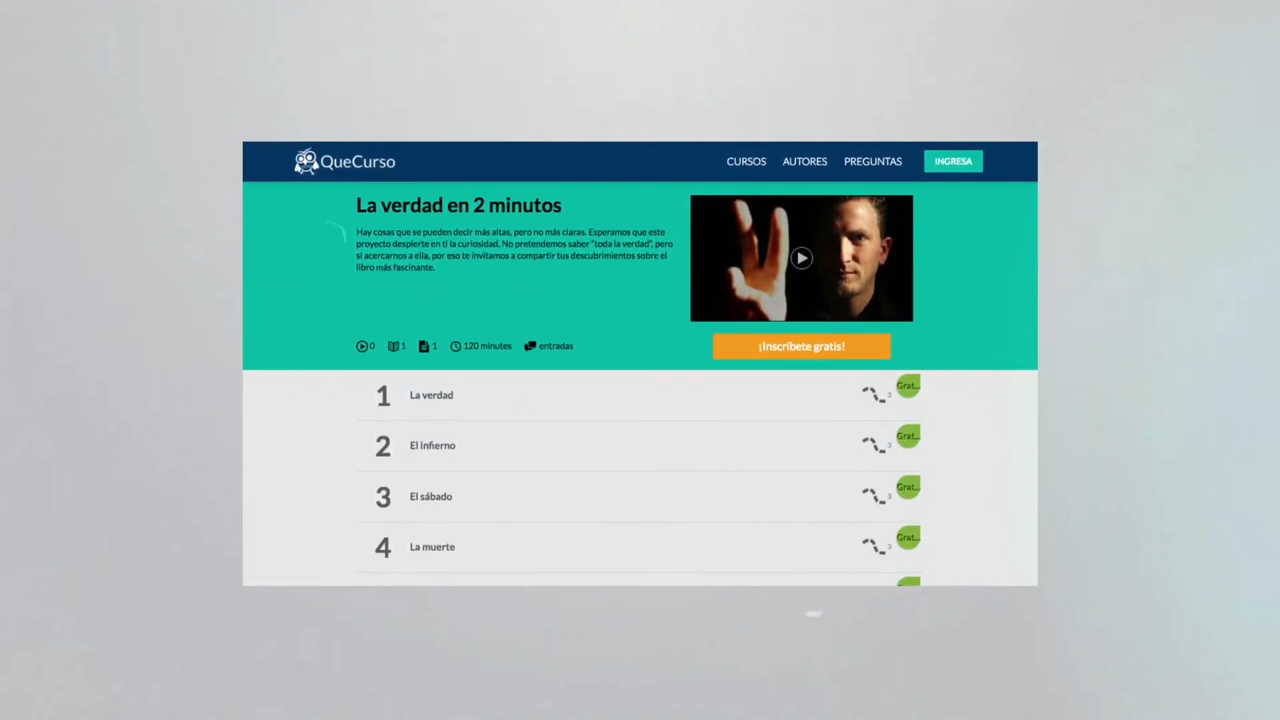 QueCurso
CURSOS
AUTORES
PREGUNTAS
INGRESA
La verdad en 2 minutos
Hay cosas que se pueden decir más altas, pero no más claras. Esperamos que este
proyecto despierte en ti la curiosidad. No pretendemos saber "toda la verdad", pero
sí acercarnos a ella, por eso te invitamos a compartir tus descubrimientos sobre el
libro más fascinante.
0
1
1
120 minutes
entradas
¡Inscríbete gratis!
1
La verdad
3
Grat...
2
El Infierno
3
Grat...
3
El sábado
3
Grat...
4
La muerte
3
Grat...